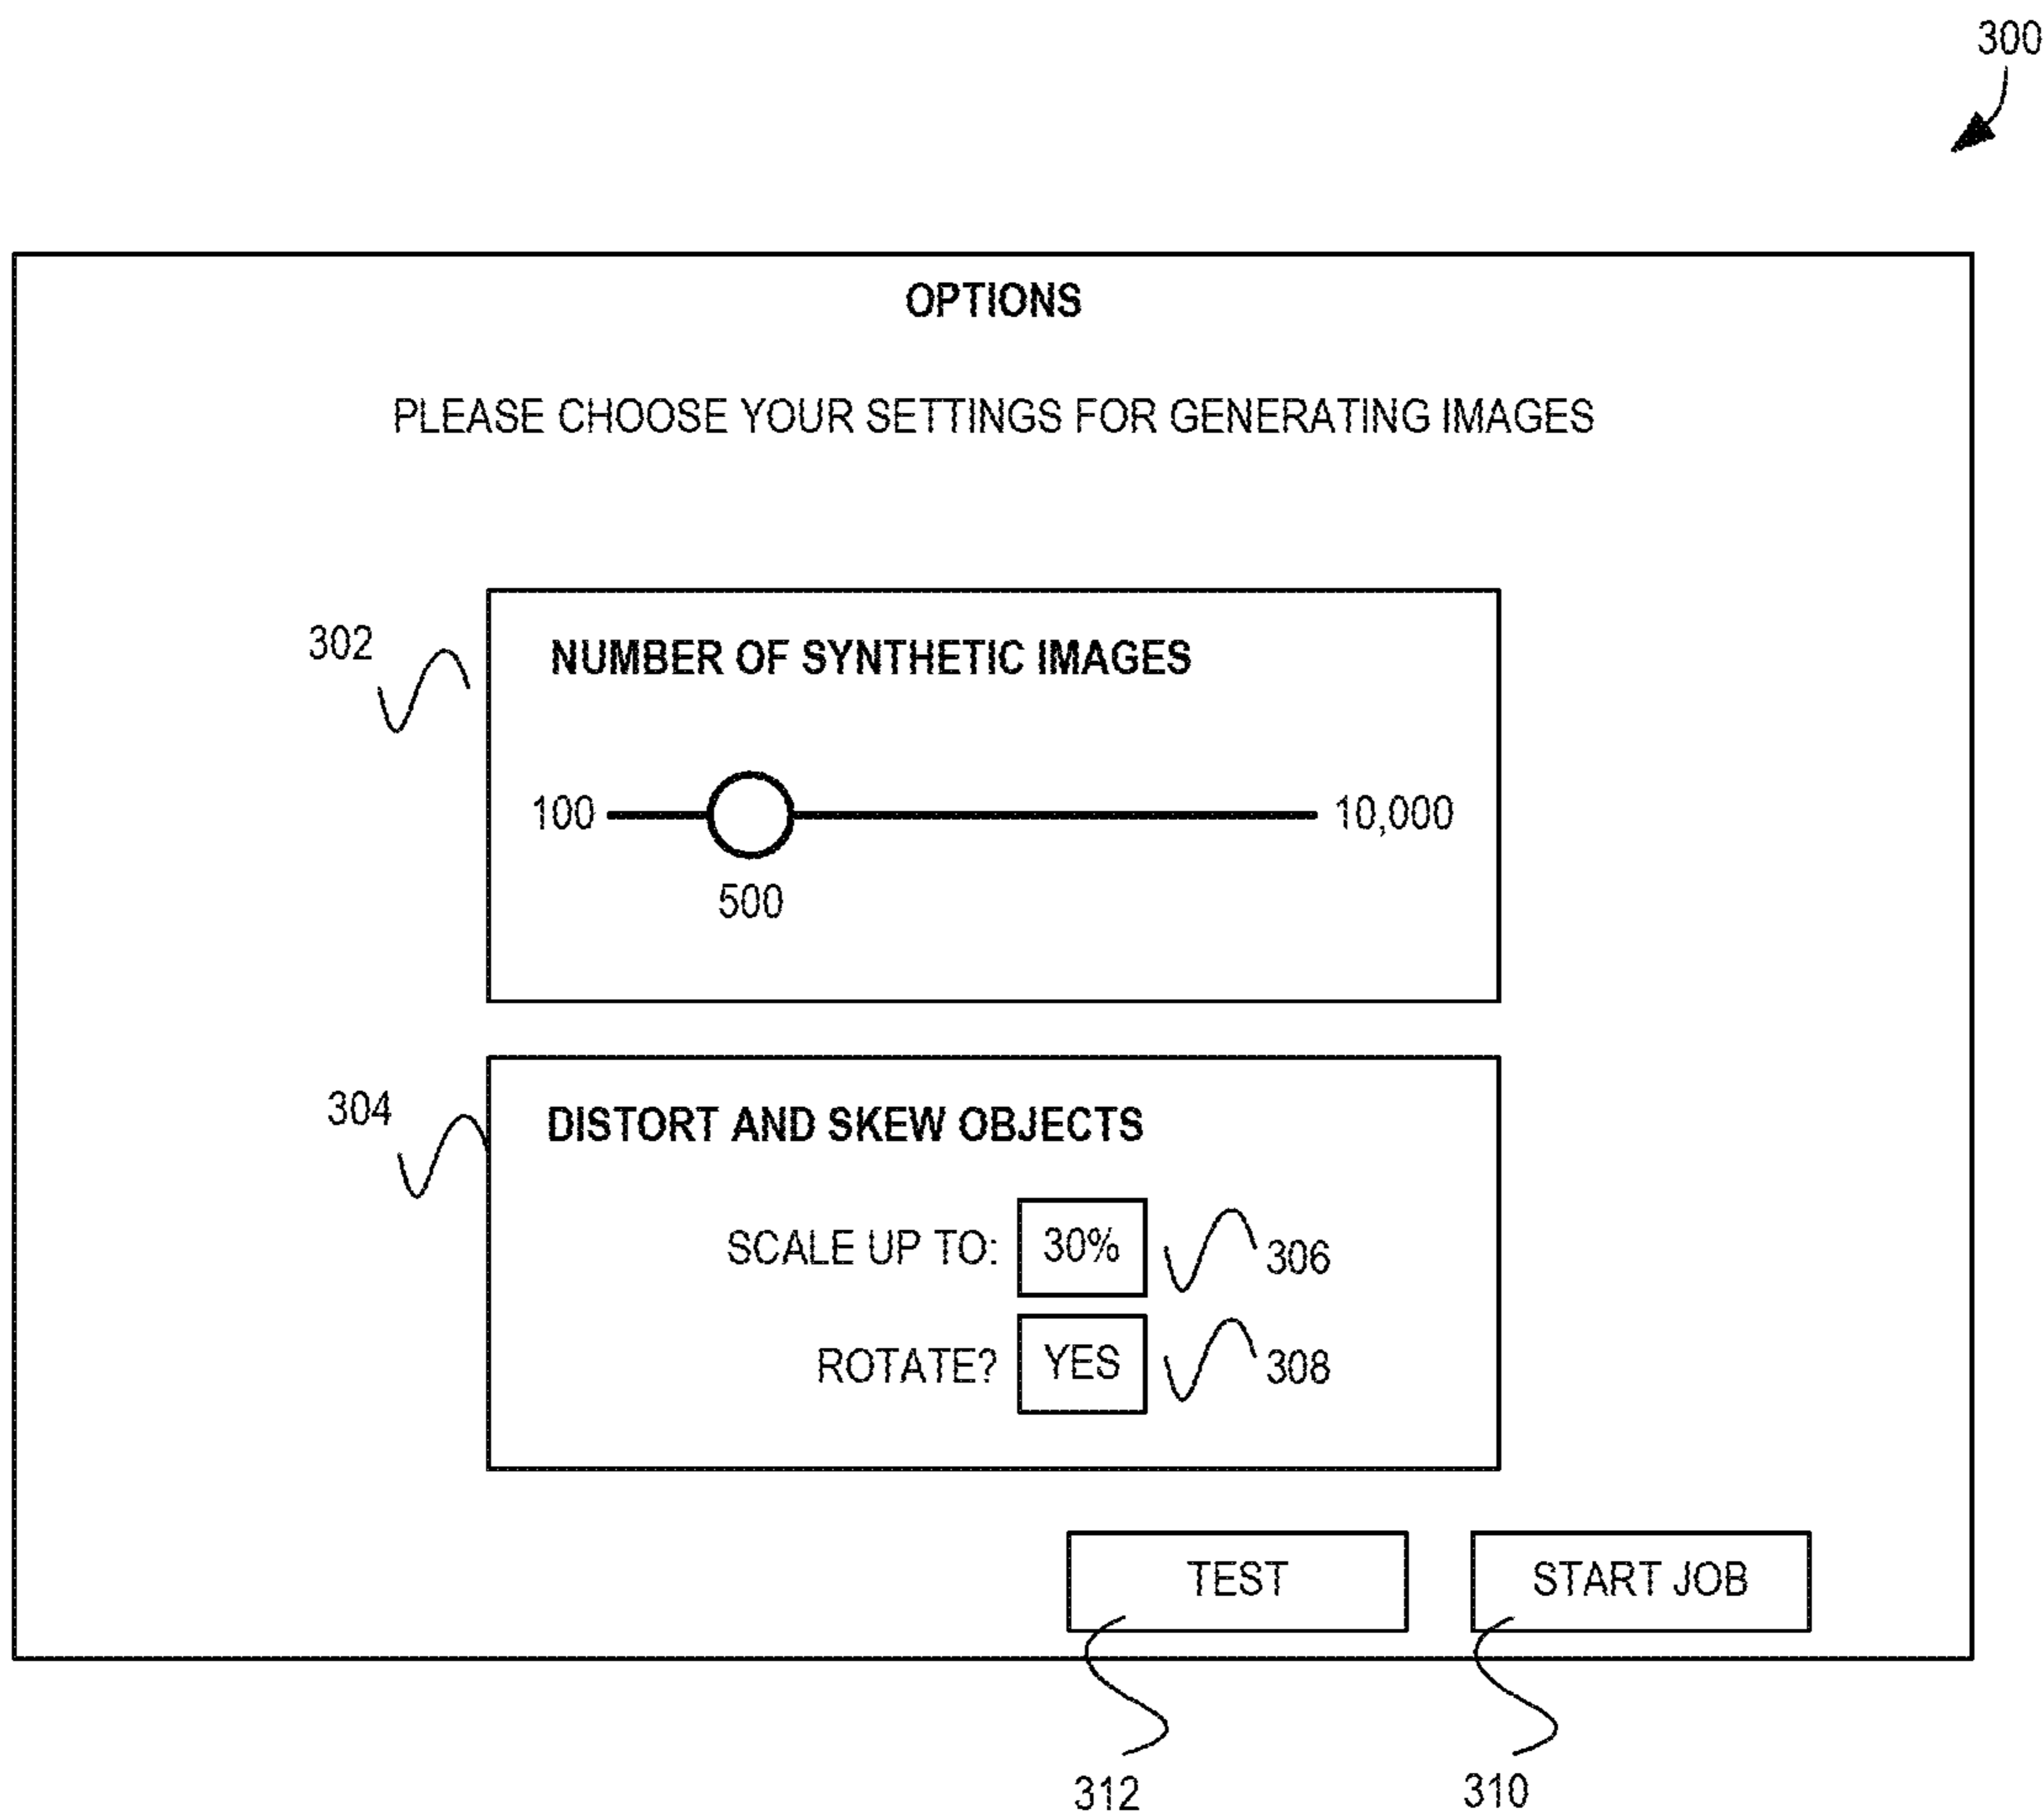 300
OPTIONS
PLEASE CHOOSE YOUR SETTINGS FOR GENERATING IMAGES
302
NUMBER OF SYNTHETIC IMAGES
100 10,000
500
304
DISTORT AND SKEW OBJECTS
SCALE UP TO: 30% 306
ROTATE? YES 308
TEST START JOB
312 310